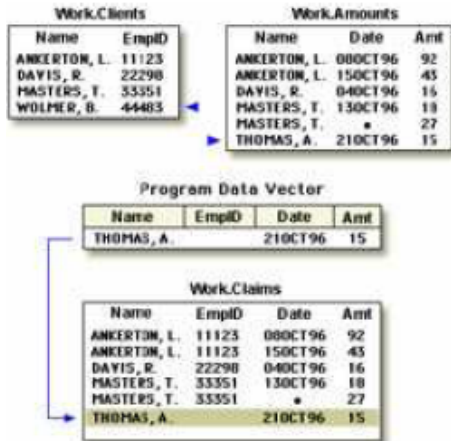 Work.Clients
Name EmpID
ANKERTON, L. 11123
DAVIS, R. 22298
MASTERS, T. 33351
WOLMER, B. 44483
Work.Amounts
Name Date Amt
ANKERTON, L. 08OCT96 92
ANKERTON, L. 15OCT96 43
DAVIS, R. 04OCT96 16
MASTERS, T. 13OCT96 18
MASTERS, T. • 27
THOMAS, A. 21OCT96 15
Program Data Vector
Name EmpID Date Amt
THOMAS, A. 21OCT96 15
Work.Claims
Name EmpID Date Amt
ANKERTON, L. 11123 08OCT96 92
ANKERTON, L. 11123 15OCT96 43
DAVIS, R. 22298 04OCT96 16
MASTERS, T. 33351 13OCT96 18
MASTERS, T. 33351 • 27
THOMAS, A. 21OCT96 15